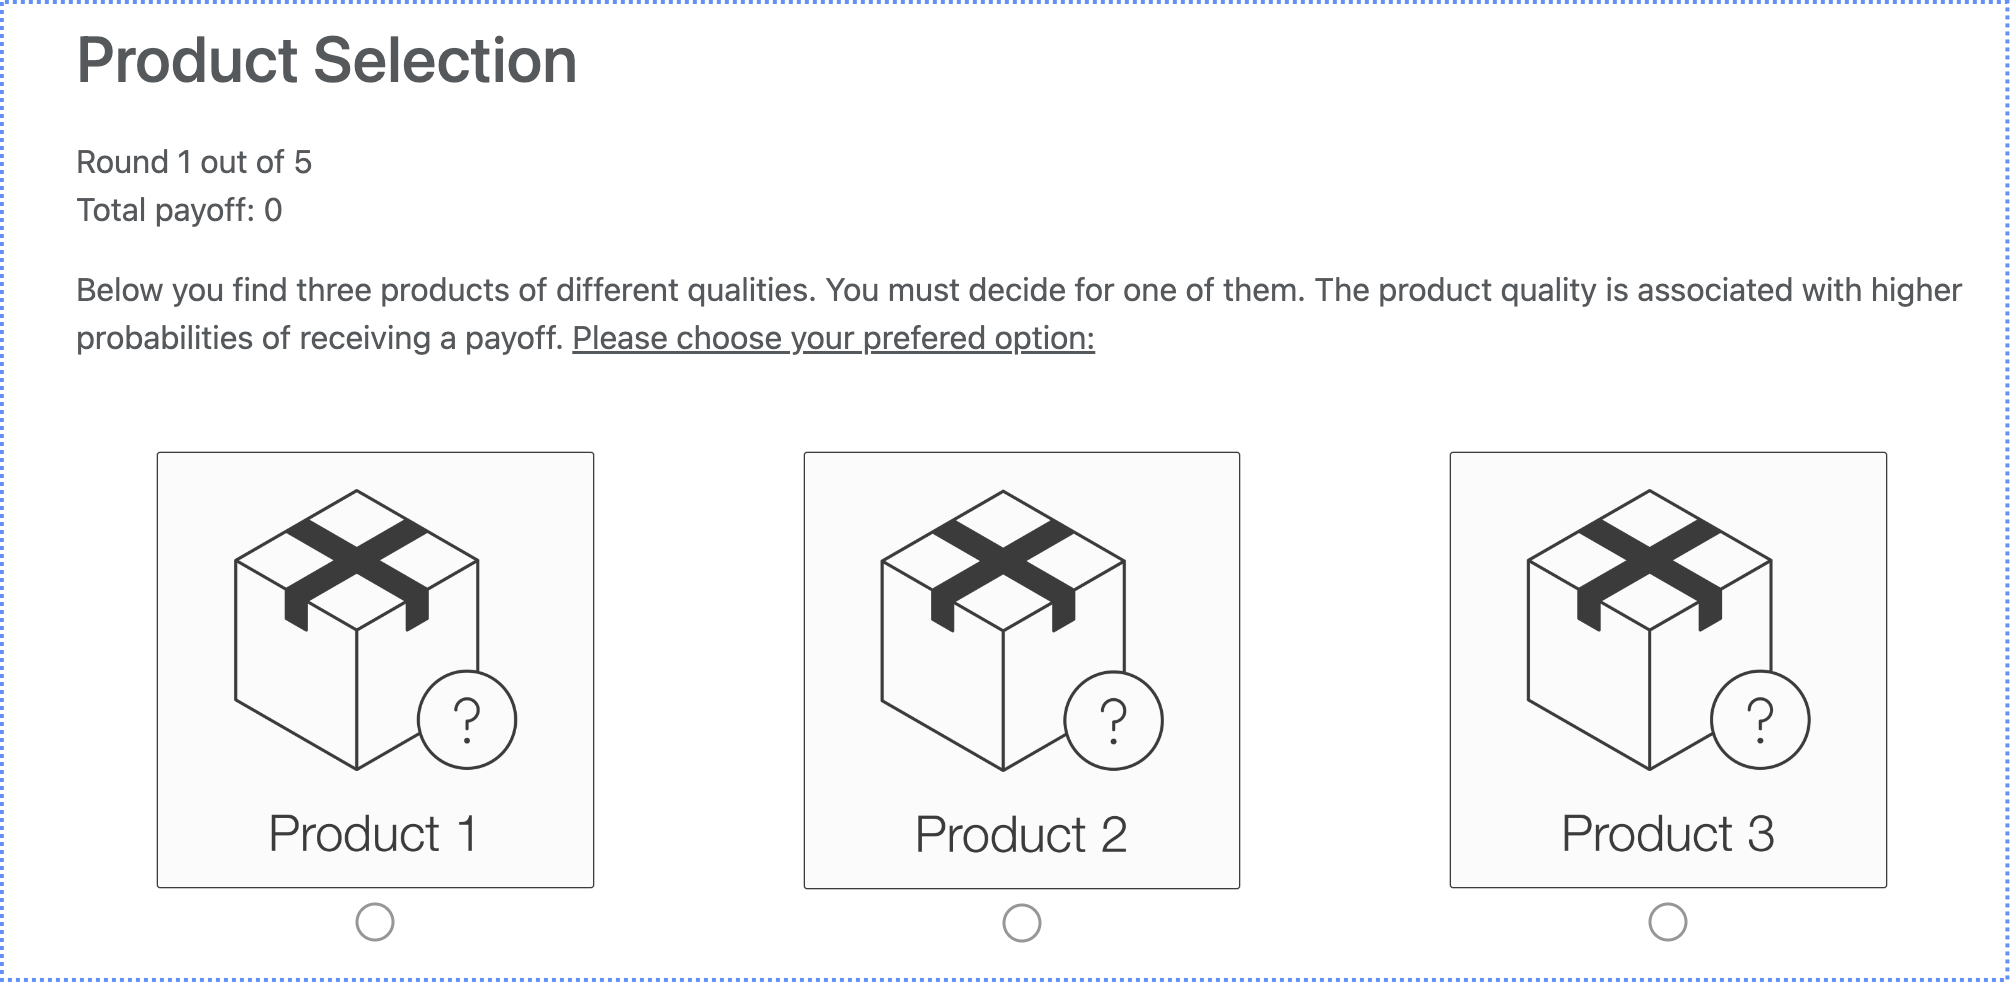 Product Selection
Round 1 out of 5
Total payoff: 0
Below you find three products of different qualities. You must decide for one of them. The product quality is associated with higher
probabilities of receiving a payoff. Please choose your prefered option:
?
?
?
Product 1
Product 2
Product 3